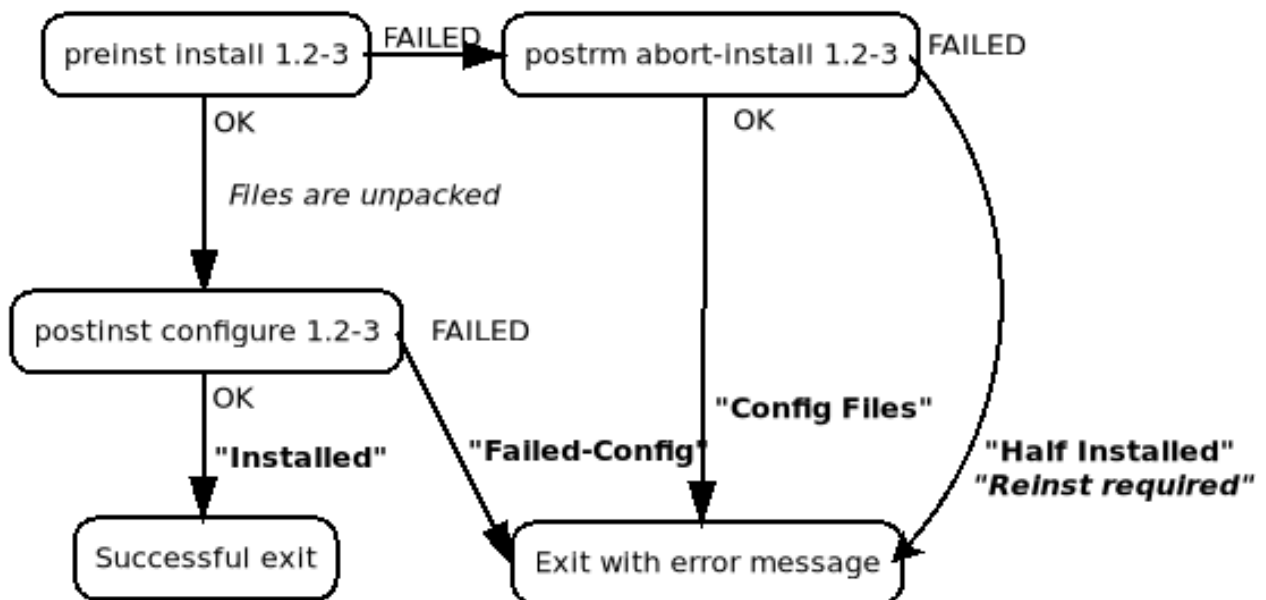 preinst install 1.2-3
FAILED
postrm abort-install 1.2-3
FAILED
OK
OK
Files are unpacked
postinst configure 1.2-3
FAILED
OK
"Installed"
"Failed-Config"
"Config Files"
"Half Installed"
"Reinst required"
Successful exit
Exit with error message